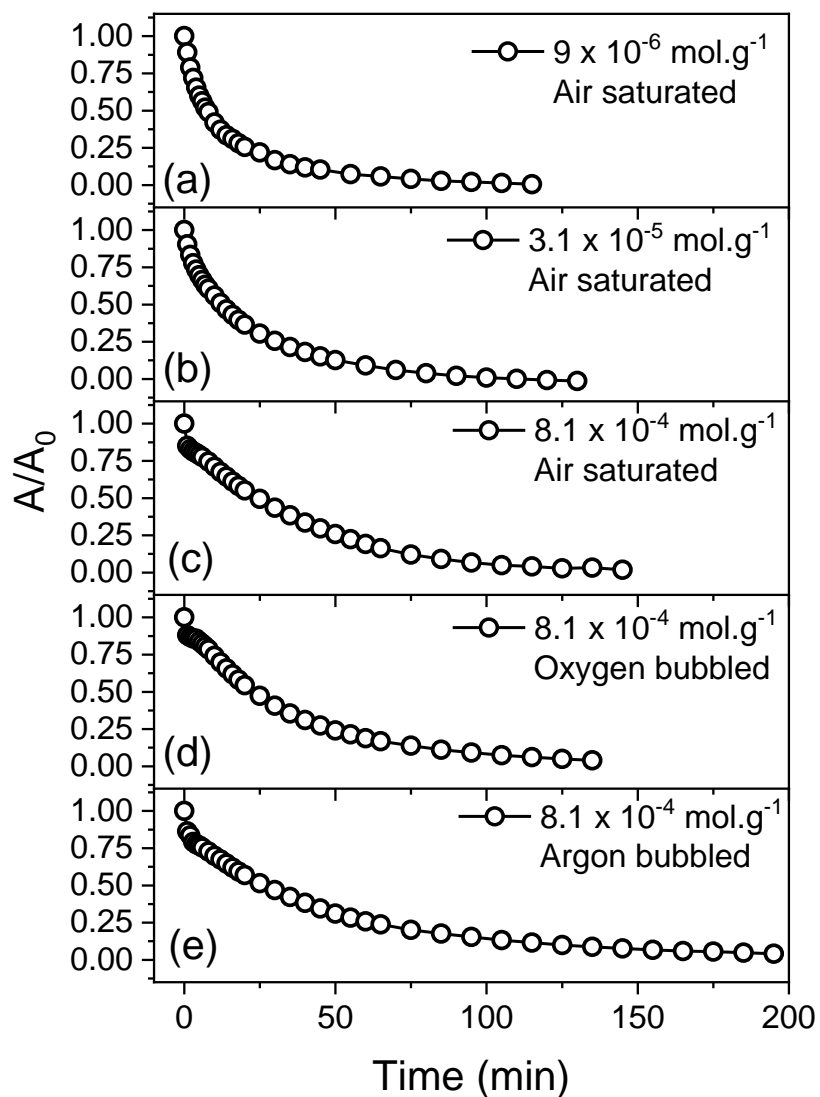 A/A₀
1.00
0.75
0.50
0.25
0.00
(a)
9 x 10⁻⁶ mol.g⁻¹
Air saturated
1.00
0.75
0.50
0.25
0.00
(b)
3.1 x 10⁻⁵ mol.g⁻¹
Air saturated
1.00
0.75
0.50
0.25
0.00
(c)
8.1 x 10⁻⁴ mol.g⁻¹
Air saturated
1.00
0.75
0.50
0.25
0.00
(d)
8.1 x 10⁻⁴ mol.g⁻¹
Oxygen bubbled
1.00
0.75
0.50
0.25
0.00
(e)
8.1 x 10⁻⁴ mol.g⁻¹
Argon bubbled
0 50 100 150 200
Time (min)